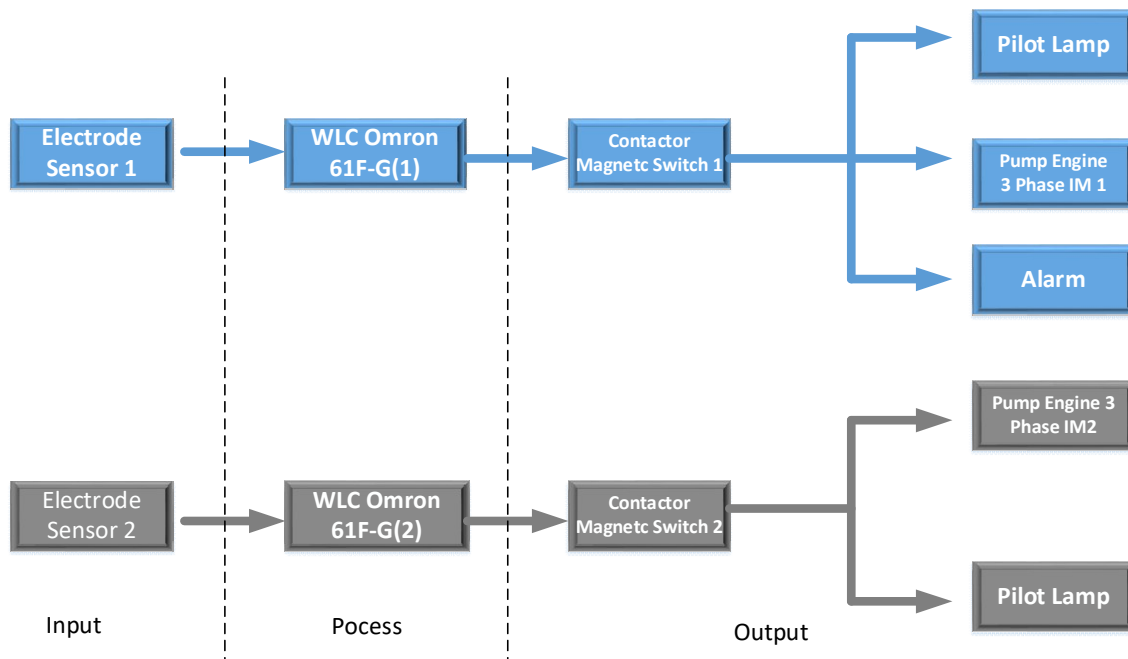 Pilot Lamp
Electrode
Sensor 1
WLC Omron
61F-G(1)
Contactor
Magnetc Switch 1
Pump Engine
3 Phase IM 1
Alarm
Pump Engine 3
Phase IM2
Electrode
Sensor 2
WLC Omron
61F-G(2)
Contactor
Magnetc Switch 2
Pilot Lamp
Input
Pocess
Output